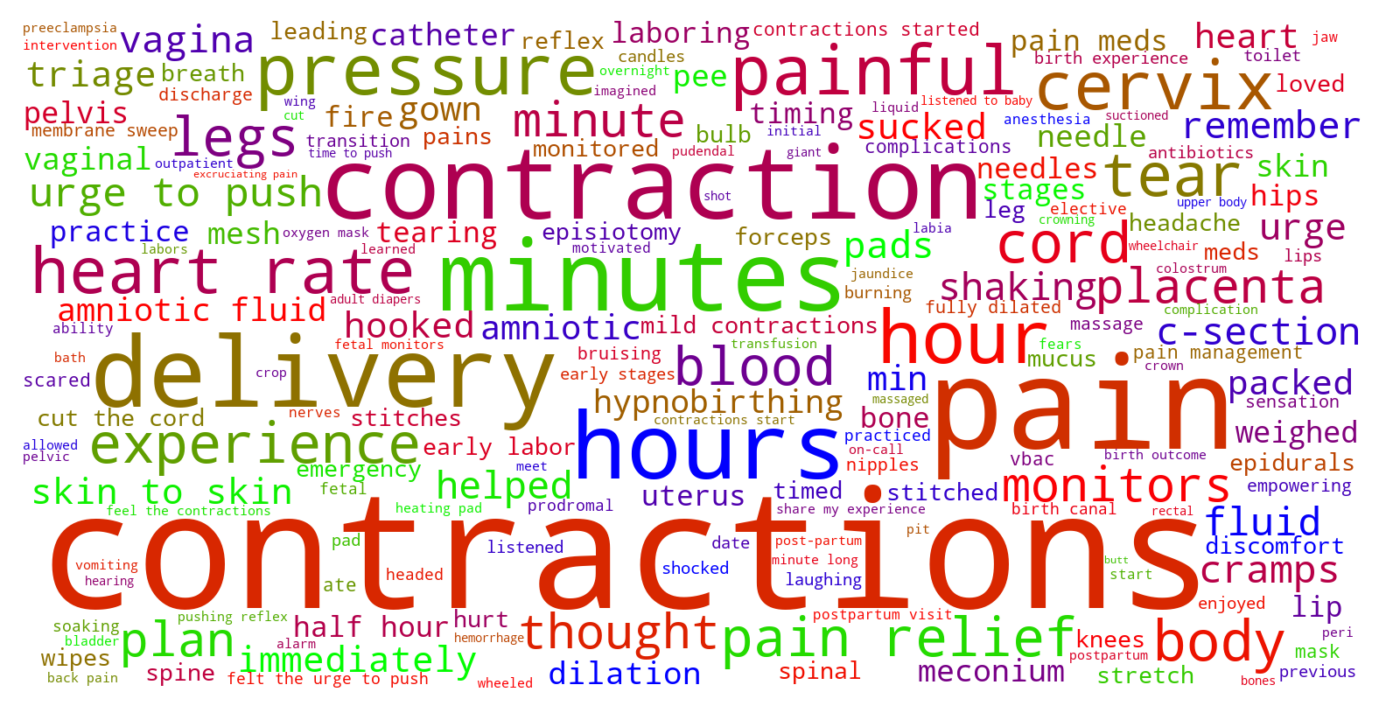 preeclampsia
intervention
vagina
leading
catheter
reflex
laboring
contractions started
candles
pain meds
heart
jaw
birth experience
toilet
triage
breath
pressure
overnight
pee
painful
cervix
loved
discharge
imagined
pelvis
wing
cut
fire
gown
minute
timing
liquid
listened to baby
suctioned
membrane sweep
legs
transition
pains
monitored
bulb
initial
sucked
anesthesia
needle
remember
vaginal
outpatient
time to push
pudendal
giant
complications
needles
antibiotics
skin
excruciating pain
urge to push
contraction
shot
stages
tear
upper body
hips
practice
mesh
oxygen mask
tearing
episiotomy
forceps
pads
labia
leg
elective
crowning
headache
urge
labors
learned
motivated
cord
wheelchair
meds
lips
heart rate
minutes
jaundice
burning
shaking
placenta
colostrum
amniotic fluid
adult diapers
fully dilated
complication
ability
hooked
amniotic
mild contractions
hour
massage
c-section
fetal monitors
transfusion
fears
bath
delivery
bruising
blood
mucus
pain management
scared
crop
early stages
min
pain
crown
packed
massaged
sensation
cut the cord
nerves
stitches
hypnobirthing
contractions start
bone
weighed
allowed
pelvic
experience
early labor
hours
practiced
on-call
nipples
vbac
birth outcome
epidurals
emergency
meet
skin to skin
fetal
helped
uterus
timed
stitched
monitors
empowering
feel the contractions
heating pad
prodromal
share my experience
birth canal
rectal
fluid
contractions
pad
listened
date
post-partum
pit
discomfort
vomiting
hearing
headed
ate
shocked
minute long
laughing
butt
start
cramps
enjoyed
lip
soaking
pushing reflex
half hour
hurt
postpartum visit
bladder
plan
alarm
hemorrhage
thought
pain relief
knees
body
peri
wipes
immediately
postpartum
mask
back pain
spine
felt the urge to push
wheeled
dilation
spinal
meconium
stretch
bones
previous